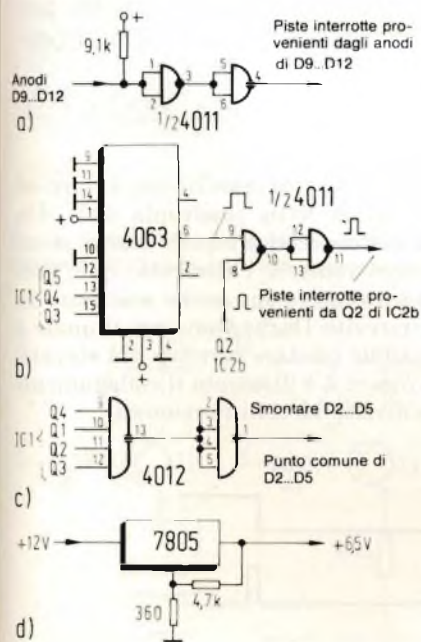 +
9,1k
Piste interrotte pro-
venienti dagli anodi
di D9...D12
Anodi
D9...D12
1
2
3
5
6
4
1/2 4011
a)
9
11
14
+
1
10
Q5 12
Q4 13
Q3 15
IC1
4063
4
6
2 3 4
+
1/2 4011
9
8
10
12
13
11
Piste interrotte pro-
venienti da Q2 di IC2b
Q2
IC2b
b)
Q4 9
Q1 10
Q2 11
Q3 12
IC1
13
4012
2
3
4
5
1
Smontare D2...D5
Punto comune di
D2...D5
c)
+12V
7805
+6,5V
4,7k
360
d)